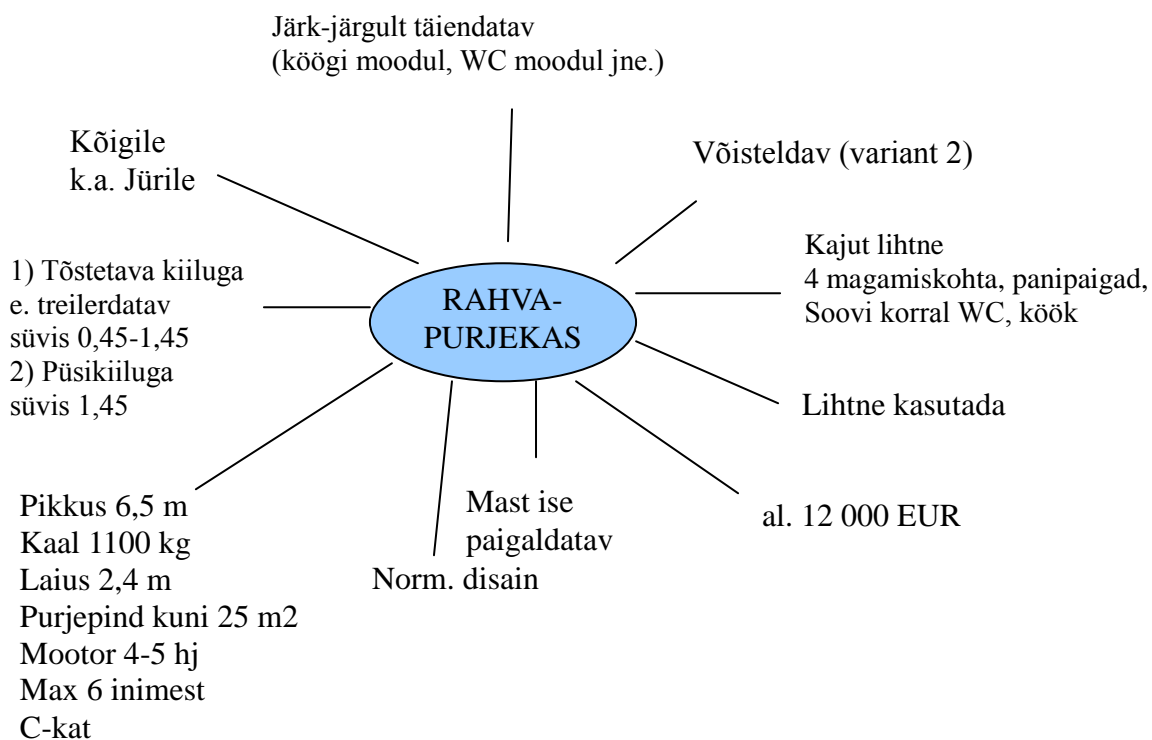 Järk-järgult täiendatav
(köögi moodul, WC moodul jne.)
Kõigile
k.a. Jürile
Võisteldav (variant 2)
1) Tõstetava kiiluga
e. treilerdatav
süvis 0,45-1,45
2) Püsikiiluga
süvis 1,45
RAHVA-
PURJEKAS
Kajut lihtne
4 magamiskohta, panipaigad,
Soovi korral WC, köök
Lihtne kasutada
Pikkus 6,5 m
Kaal 1100 kg
Laius 2,4 m
Purjepind kuni 25 m2
Mootor 4-5 hj
Max 6 inimest
C-kat
Norm. disain
Mast ise
paigaldatav
al. 12 000 EUR